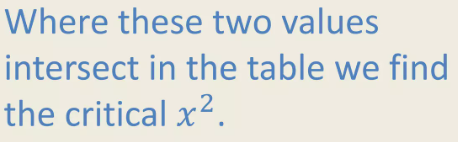 Where these two values
intersect in the table we find
the critical x².